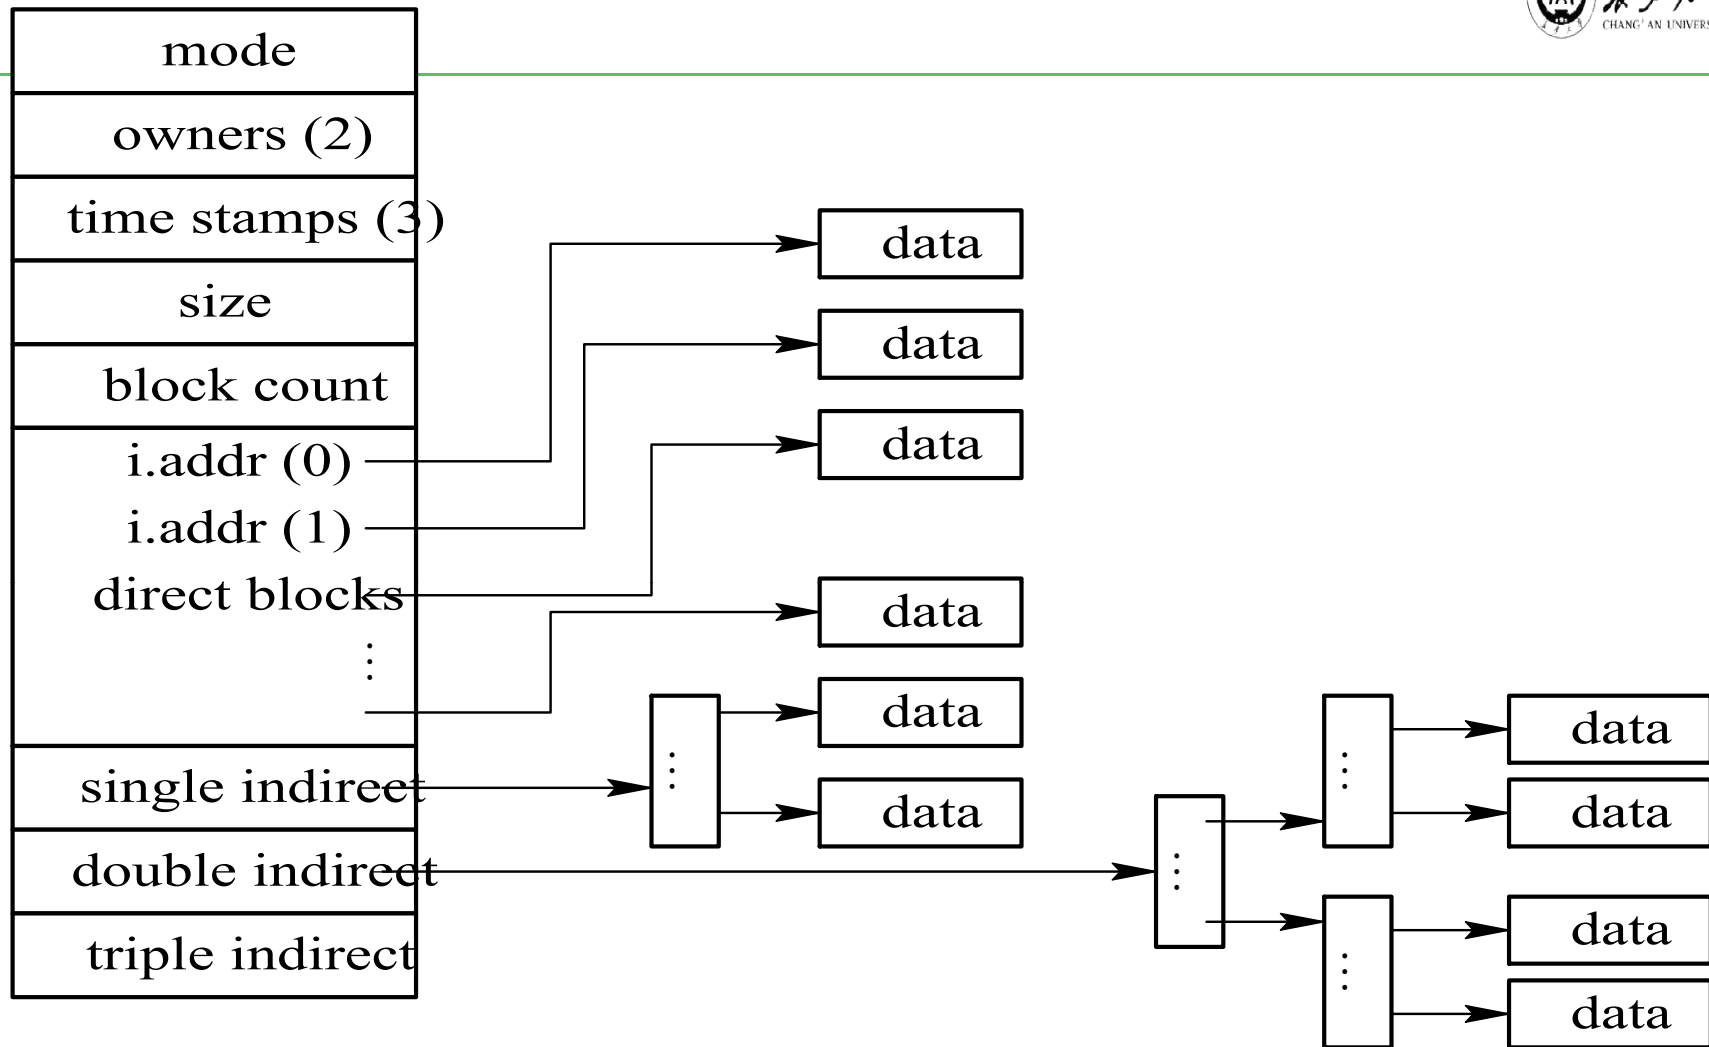 CHANG'AN
mode
owners (2)
time stamps (3)
size
block count
i.addr (0)
i.addr (1)
direct blocks
⋮
single indirect
double indirect
triple indirect
data
data
data
data
data
data
⋮
⋮
⋮
⋮
data
data
data
data